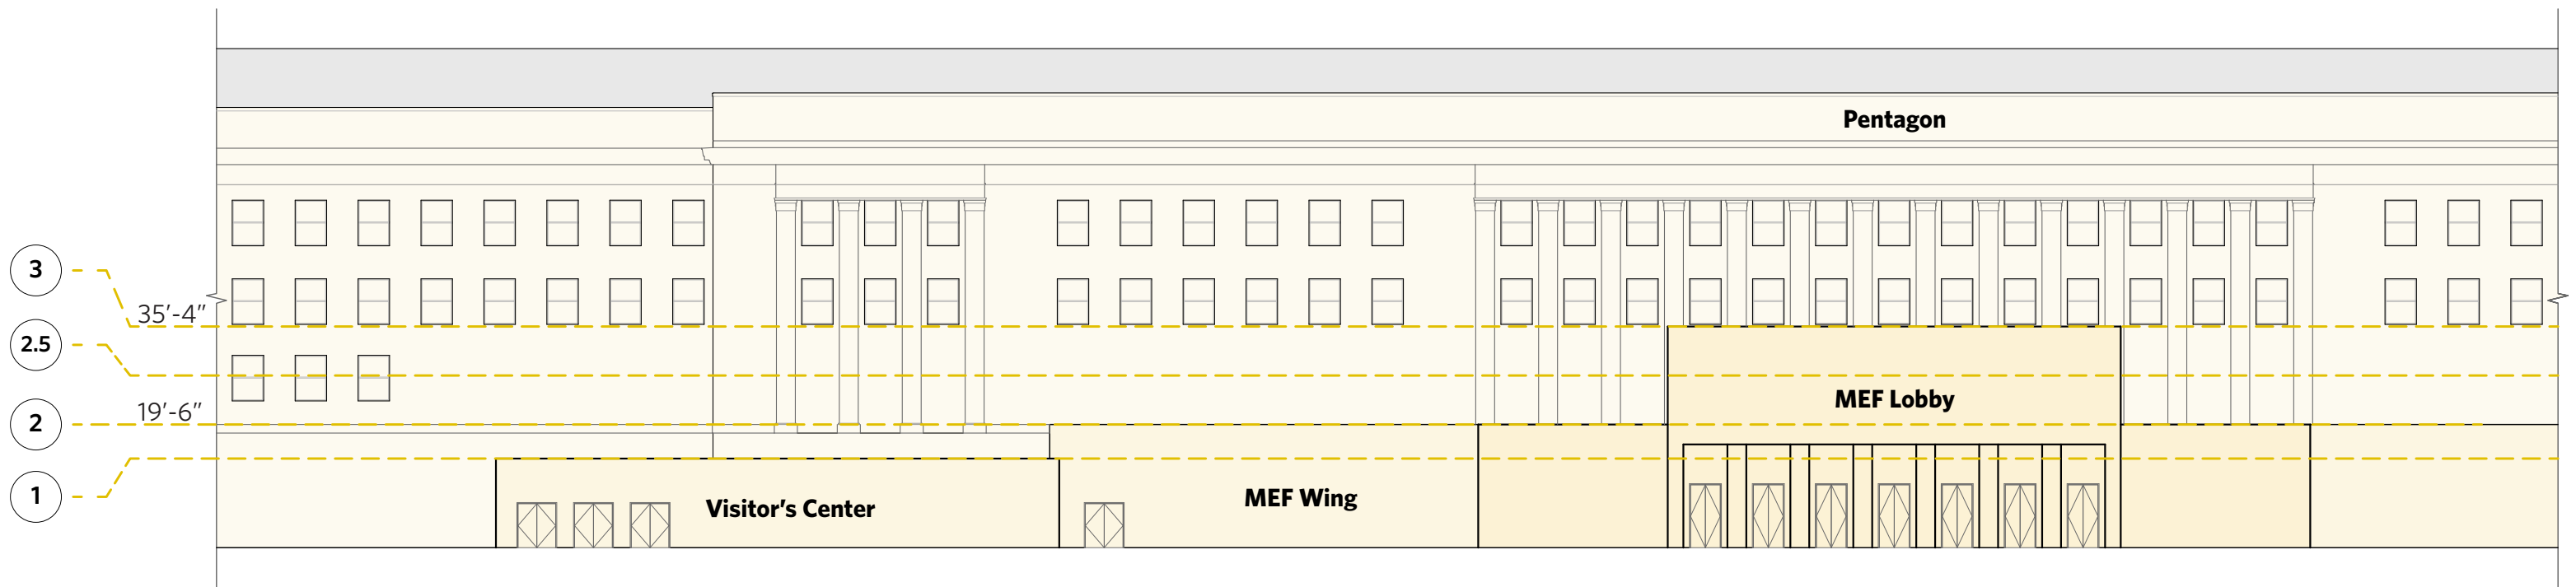 Pentagon
3
35′-4″
2.5
MEF Lobby
19′-6″
2
1
Visitor’s Center
MEF Wing